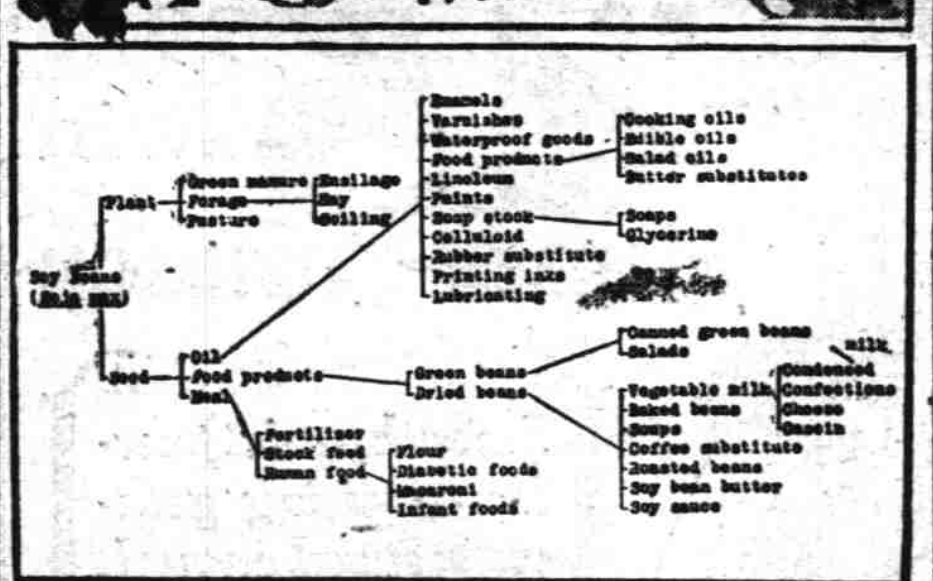 Enamels
Varnishes
Waterproof goods
Food products
Linoleum
Paints
Soap stock
Celluloid
Rubber substitute
Printing inks
Lubricating
Cooking oils
Edible oils
Salad oils
Butter substitutes
Soaps
Glycerine
Plant
Green manure
Forage
Pasture
Ensilage
Hay
Soiling
Soy Beans
(Soja max)
Seed
Oil
Food products
Meal
Green beans
Dried beans
Canned green beans
Salads
milk
Vegetable milk
Baked beans
Soups
Coffee substitute
Roasted beans
Soy bean butter
Soy sauce
Condensed
Confections
Cheese
Casein
Fertilizer
Stock feed
Human food
Flour
Diabetic foods
Macaroni
Infant foods